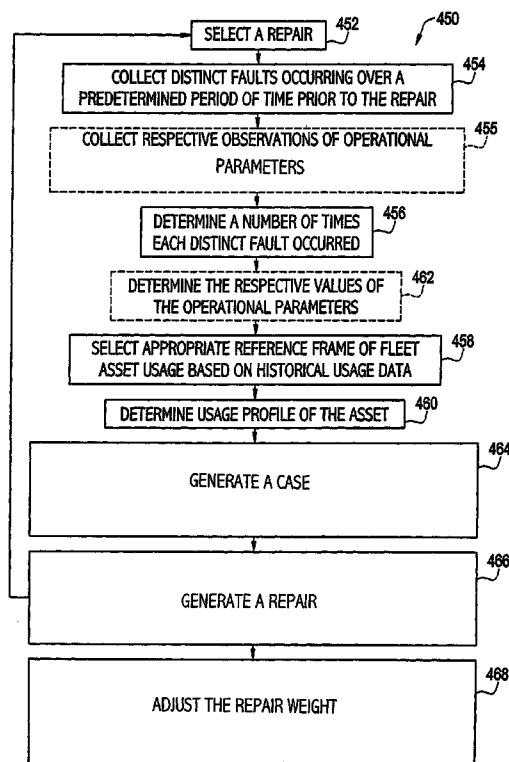 450
SELECT A REPAIR
452
COLLECT DISTINCT FAULTS OCCURRING OVER A
PREDETERMINED PERIOD OF TIME PRIOR TO THE REPAIR
454
COLLECT RESPECTIVE OBSERVATIONS OF OPERATIONAL
PARAMETERS
455
DETERMINE A NUMBER OF TIMES
EACH DISTINCT FAULT OCCURRED
456
DETERMINE THE RESPECTIVE VALUES OF
THE OPERATIONAL PARAMETERS
462
SELECT APPROPRIATE REFERENCE FRAME OF FLEET
ASSET USAGE BASED ON HISTORICAL USAGE DATA
458
DETERMINE USAGE PROFILE OF THE ASSET
460
GENERATE A CASE
464
GENERATE A REPAIR
466
ADJUST THE REPAIR WEIGHT
468